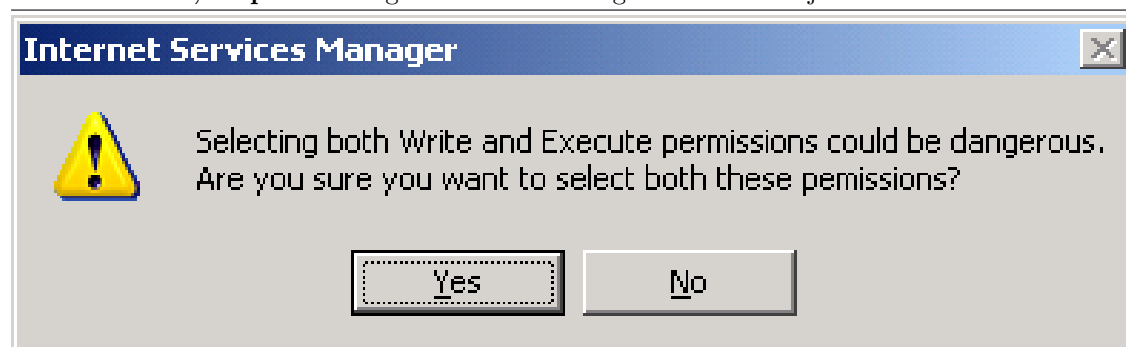 Internet Services Manager
Selecting both Write and Execute permissions could be dangerous.
Are you sure you want to select both these pemissions?
Yes No